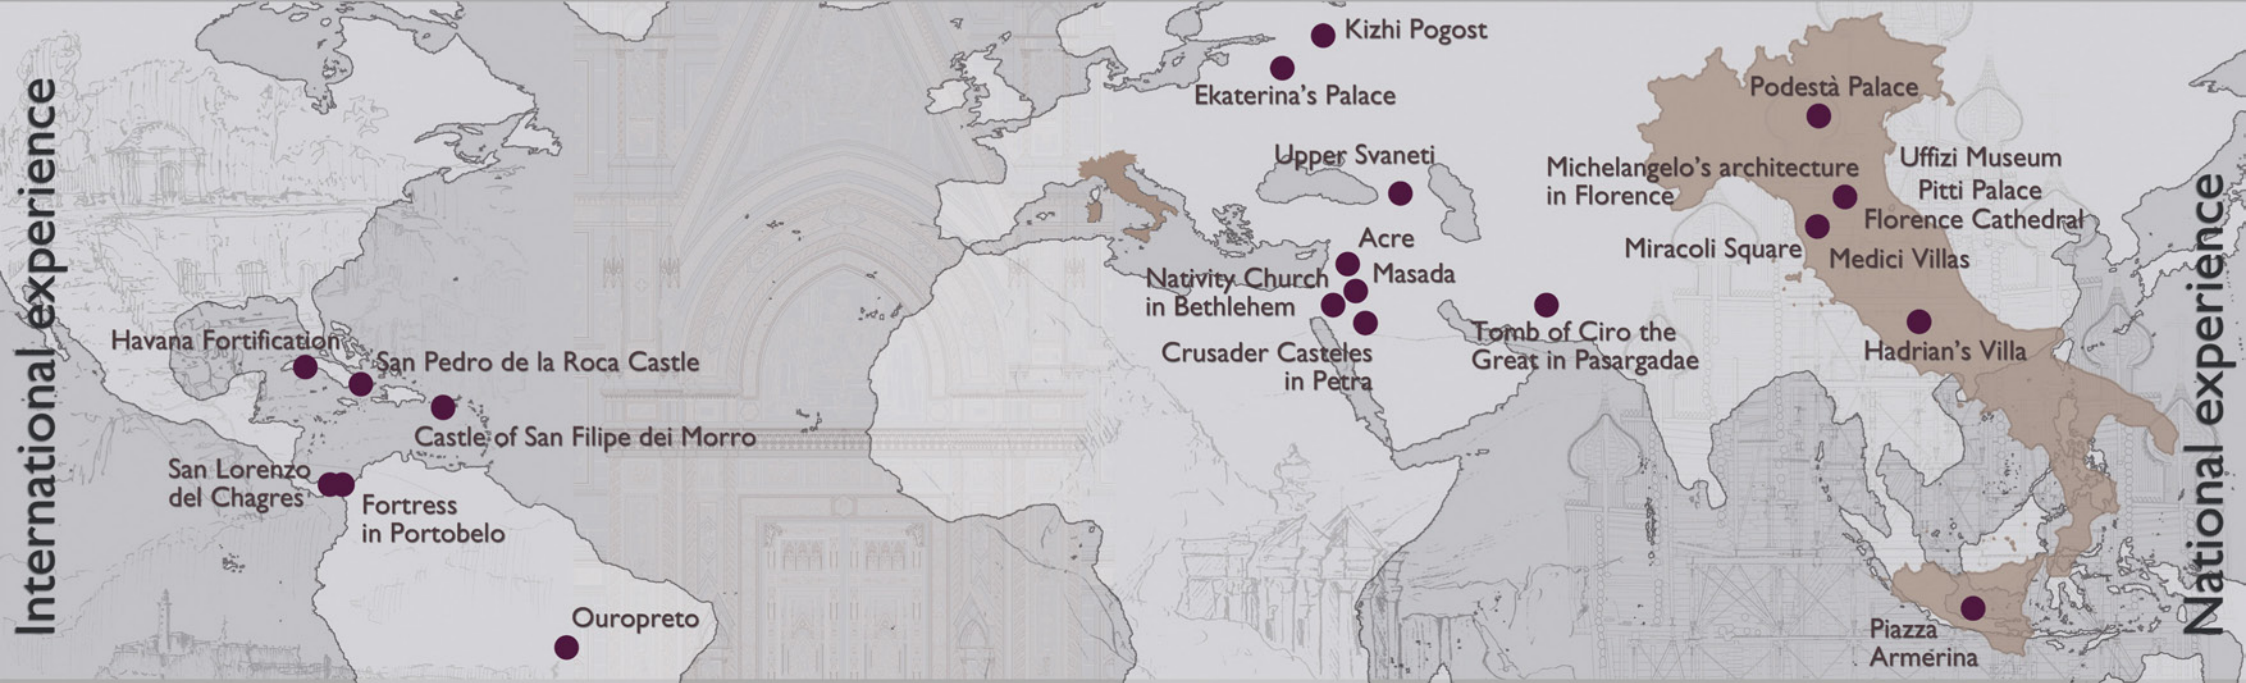 International experience
Kizhi Pogost
Ekaterina's Palace
Upper Svaneti
Acre
Masada
Nativity Church
in Bethlehem
Crusader Casteles
in Petra
Tomb of Ciro the
Great in Pasargadae
Havana Fortification
San Pedro de la Roca Castle
Castle of San Filipe dei Morro
San Lorenzo
del Chagres
Fortress
in Portobelo
Ouropreto
Podestà Palace
Michelangelo's architecture
in Florence
Uffizi Museum
Pitti Palace
Florence Cathedral
Miracoli Square
Medici Villas
Hadrian's Villa
Piazza
Armerina
National experience